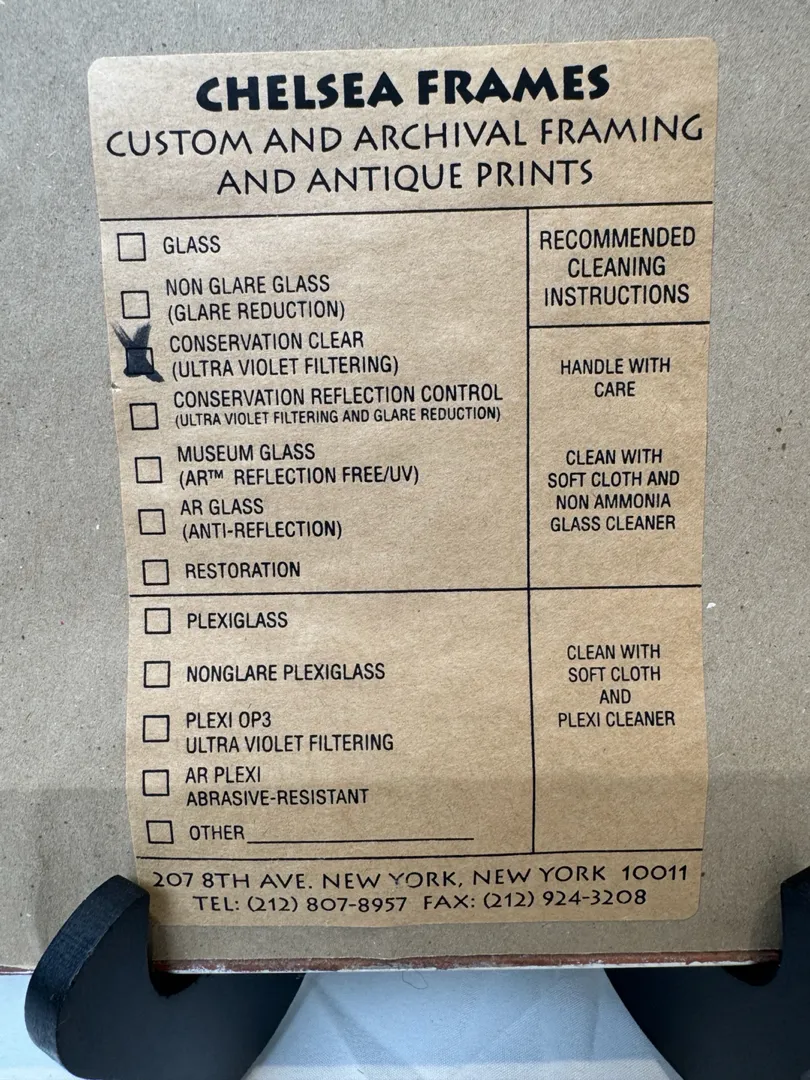 CHELSEA FRAMES
CUSTOM AND ARCHIVAL FRAMING
AND ANTIQUE PRINTS
GLASS
NON GLARE GLASS
(GLARE REDUCTION)
CONSERVATION CLEAR
(ULTRA VIOLET FILTERING)
CONSERVATION REFLECTION CONTROL
(ULTRA VIOLET FILTERING AND GLARE REDUCTION)
MUSEUM GLASS
(AR™ REFLECTION FREE/UV)
AR GLASS
(ANTI-REFLECTION)
RESTORATION
RECOMMENDED
CLEANING
INSTRUCTIONS
HANDLE WITH
CARE
CLEAN WITH
SOFT CLOTH AND
NON AMMONIA
GLASS CLEANER
PLEXIGLASS
NONGLARE PLEXIGLASS
PLEXI OP3
ULTRA VIOLET FILTERING
AR PLEXI
ABRASIVE-RESISTANT
OTHER
CLEAN WITH
SOFT CLOTH
AND
PLEXI CLEANER
207 8TH AVE. NEW YORK, NEW YORK 10011
TEL: (212) 807-8957 FAX: (212) 924-3208